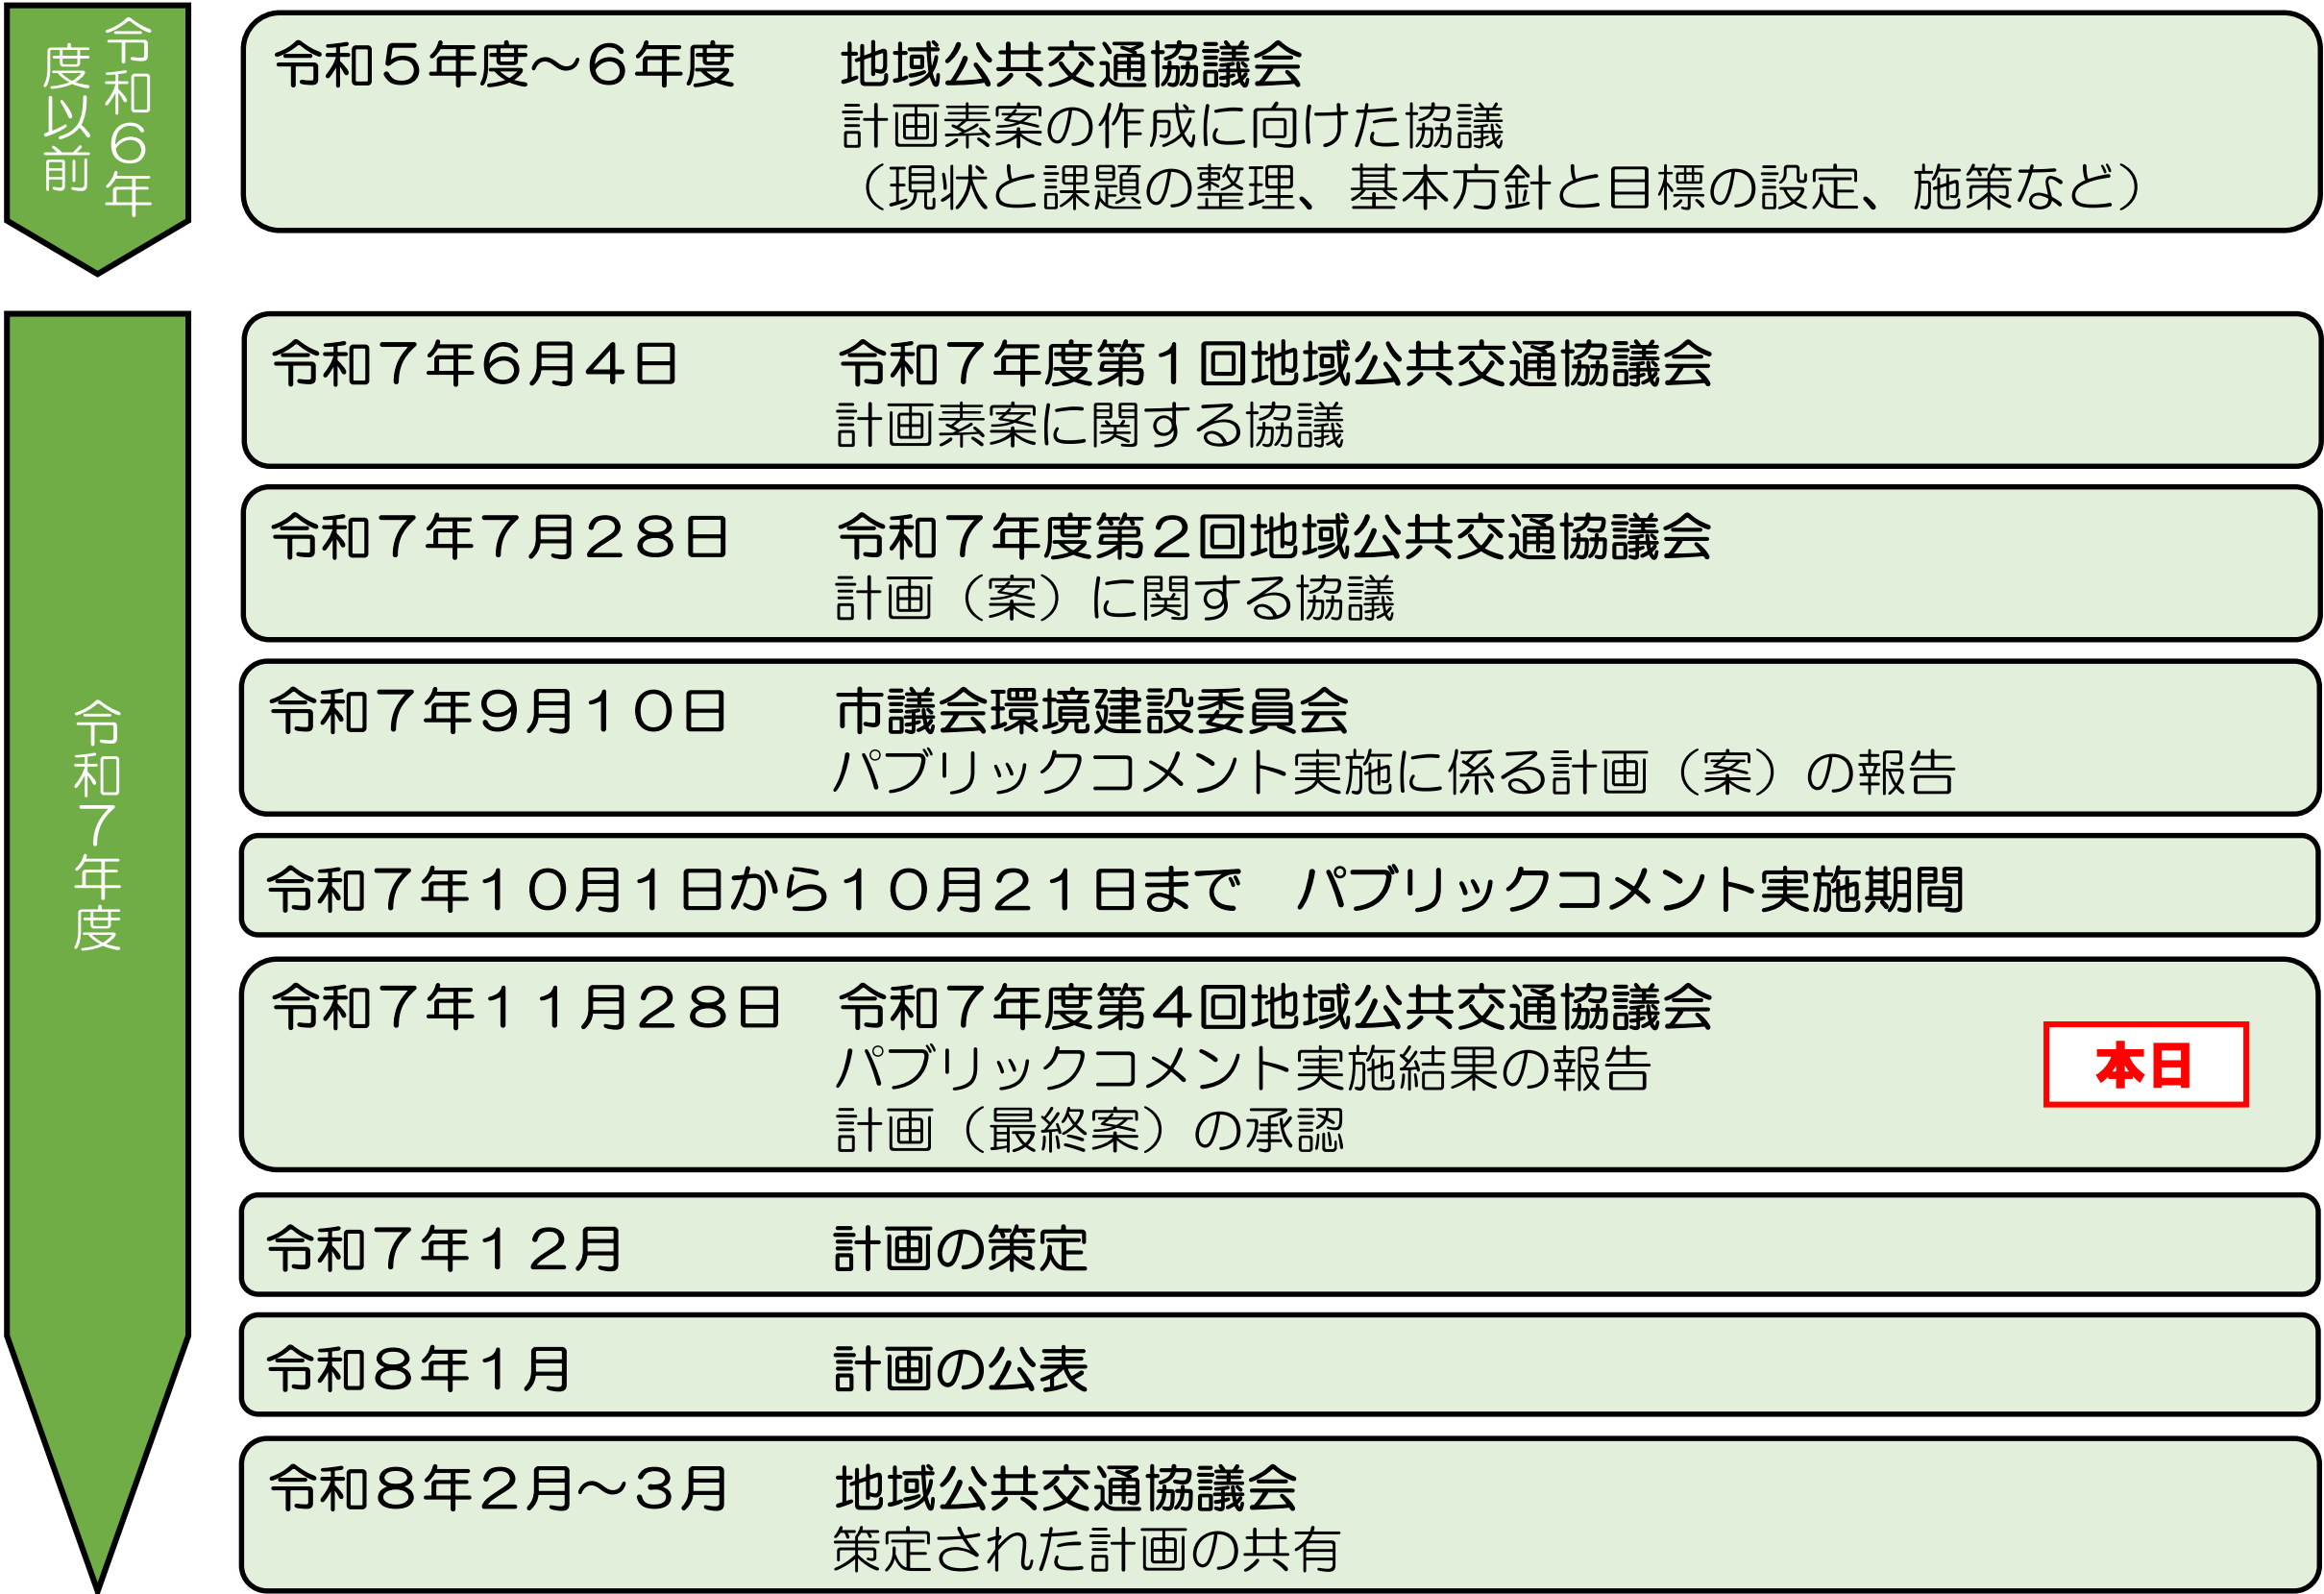 令和６年
度以前
令和５年度～６年度　　地域公共交通協議会
計画素案の作成に向けた協議
（現状と課題の整理、基本方針と目標の設定、施策など）
令和７年度
令和７年６月４日　　　令和７年度第１回地域公共交通協議会
計画素案に関する協議
令和７年７月２８日　　令和７年度第２回地域公共交通協議会
計画（案）に関する協議
令和７年９月１０日　　市議会環境建設委員会
パブリックコメント実施に係る計画（案）の報告
令和７年１０月１日から１０月２１日まで　パブリックコメント実施期間
令和７年１１月２８日　令和７年度第４回地域公共交通協議会
パブリックコメント実施結果の報告
本日
計画（最終案）の承認
令和７年１２月　　　　計画の策定
令和８年１月　　　　　計画の公表
令和８年２月～３月　　地域公共交通協議会
策定された計画の共有